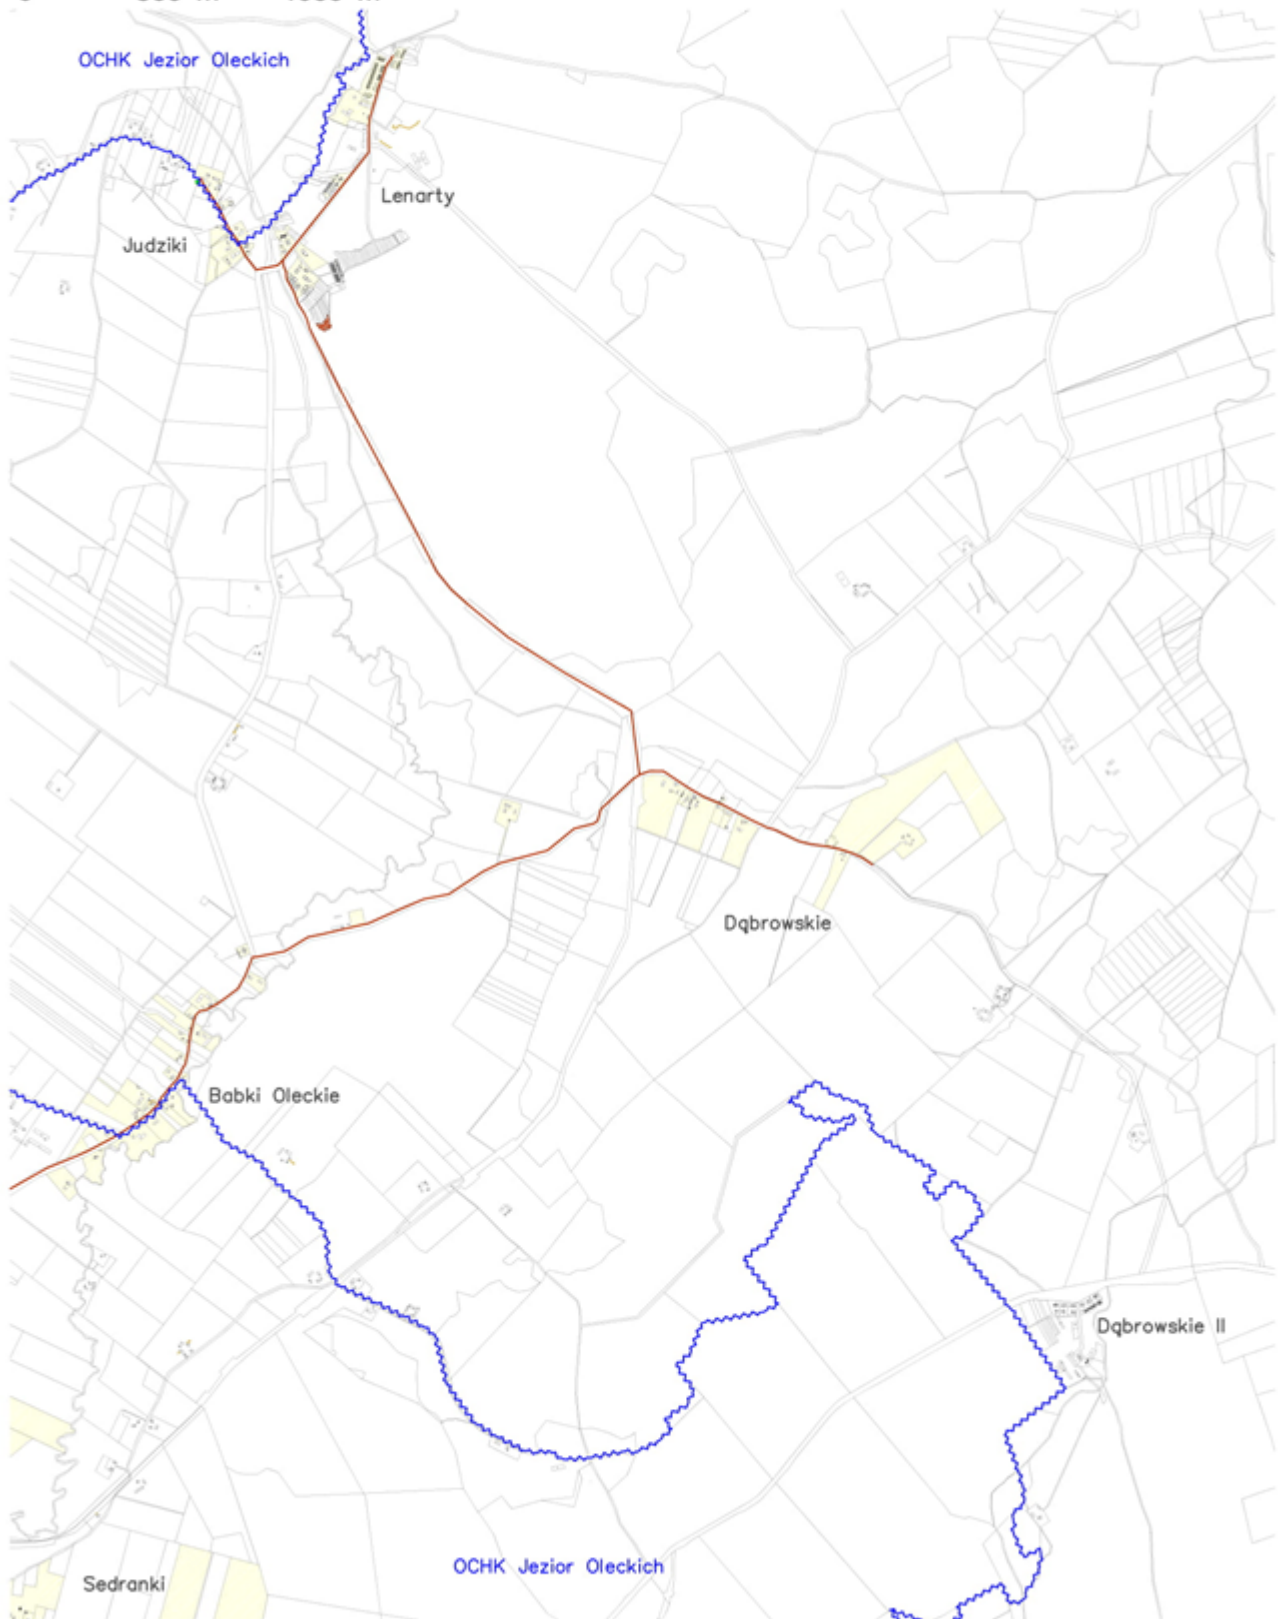 OCHK Jezior Oleckich
Lenarty
Judziki
Dąbrowskie
Babki Oleckie
Dąbrowskie II
OCHK Jezior Oleckich
Sedranki